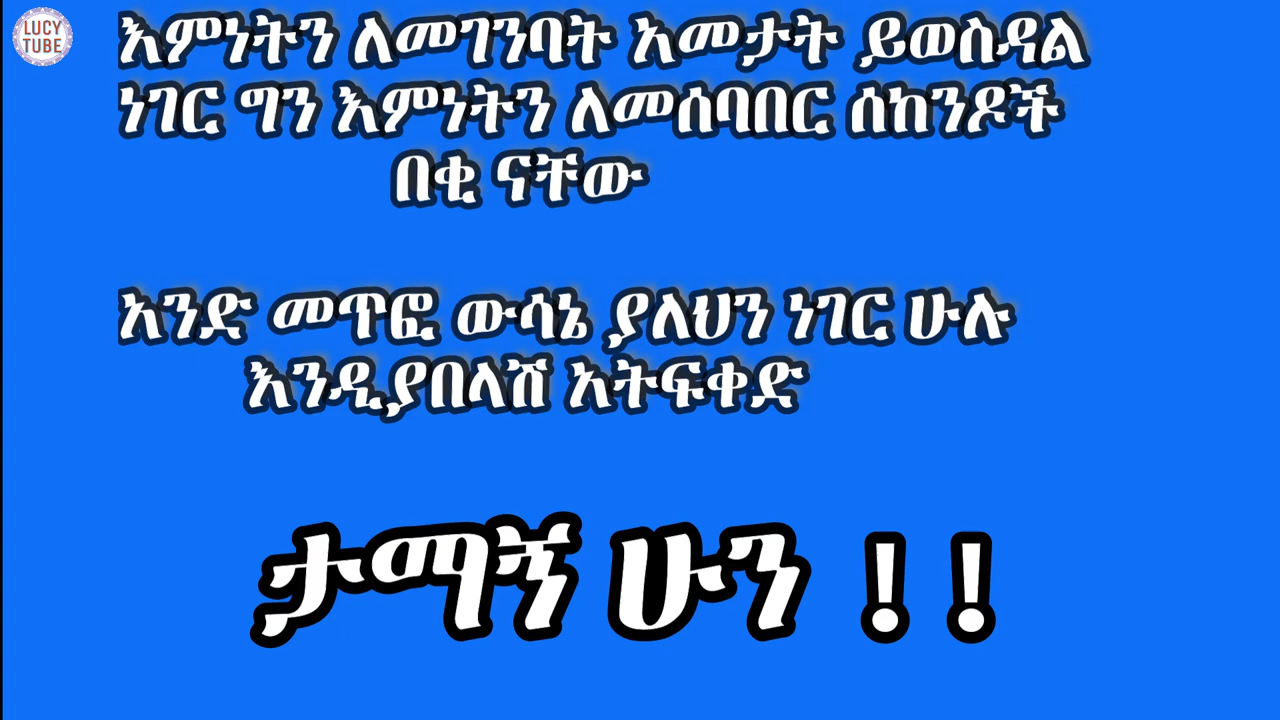 LUCY
TUBE
እምነትን ለመገንባት አመታት ይወስዳል
ነገር ግን እምነትን ለመሰባበር ሰከንዶች
በቂ ናቸው
አንድ መጥፎ ውሳኔ ያለህን ነገር ሁሉ
እንዲያበላሽ አትፍቀድ
ታማኝ ሁን ! !